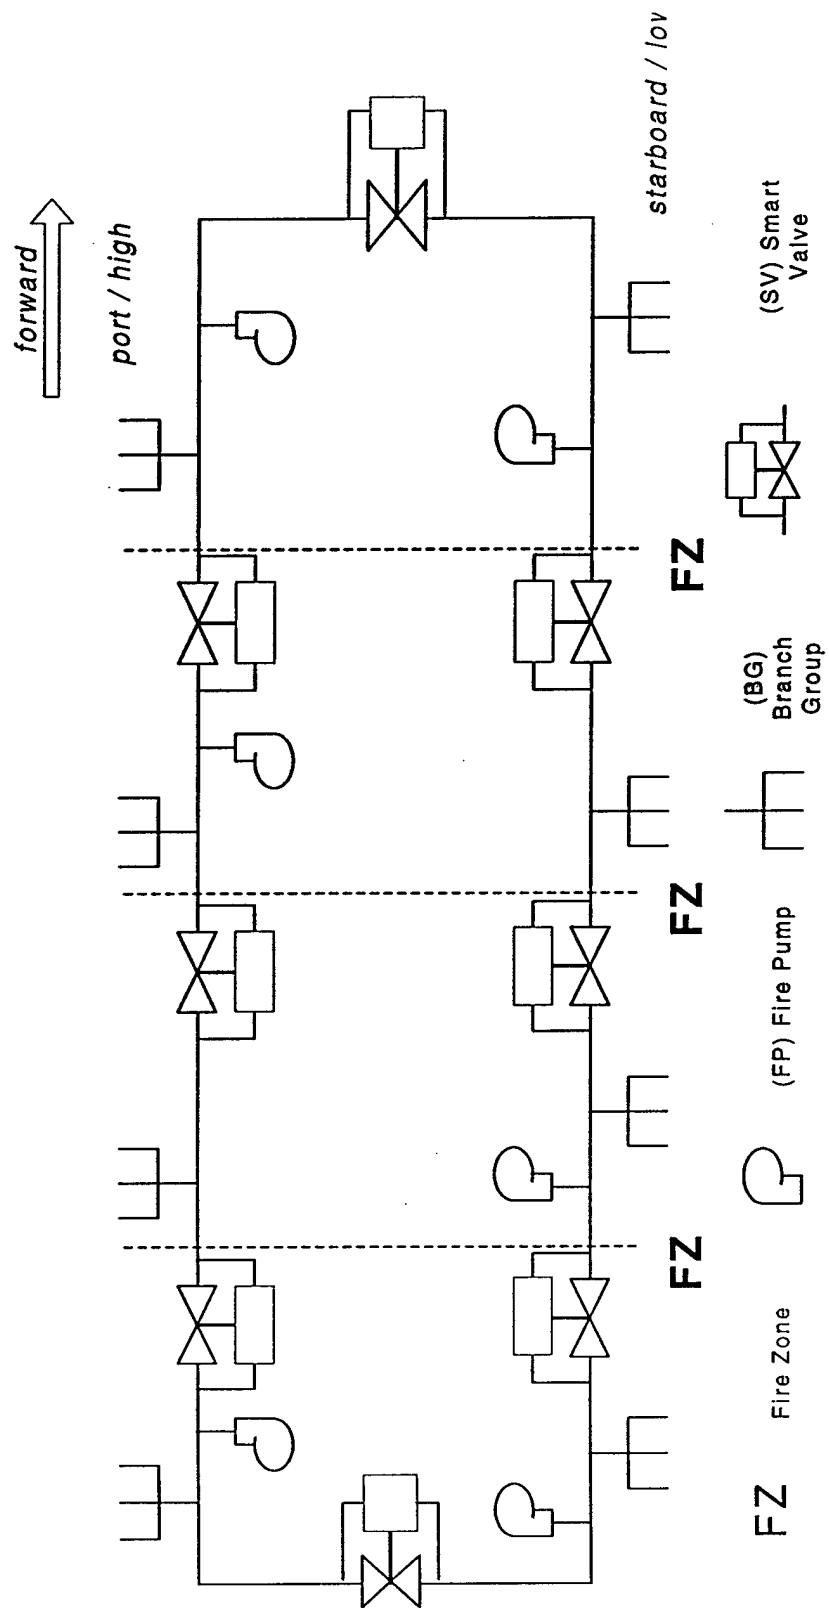 forward
port / high
starboard / lov
FZ
FZ
FZ
FZ
Fire Zone
(FP) Fire Pump
(BG)
Branch
Group
(SV) Smart
Valve